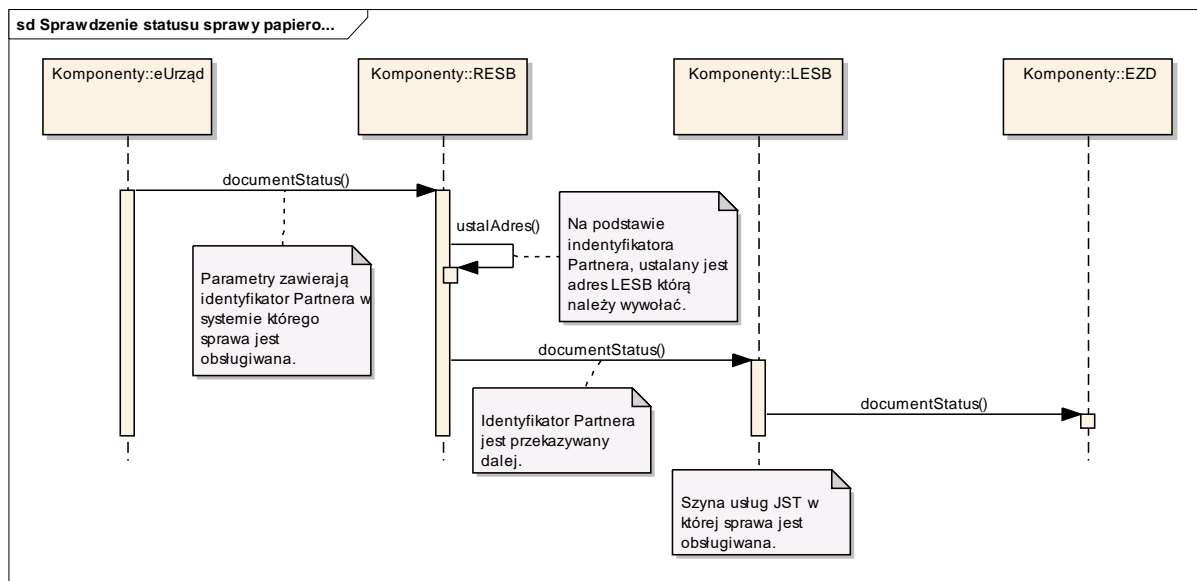 sd Sprawdzenie statusu sprawy papiero...
Komponenty::eUrząd
Komponenty::RESB
Komponenty::LESB
Komponenty::EZD
documentStatus()
ustalAdres()
Na podstawie
indentyfikatora
Partnera, ustalany jest
adres LESB którą
należy wywołać.
Parametry zawierają
identyfikator Partnera w
systemie którego
sprawa jest
obsługiwana.
documentStatus()
documentStatus()
Identyfikator Partnera
jest przekazywany
dalej.
Szyna usług JST w
której sprawa jest
obsługiwana.